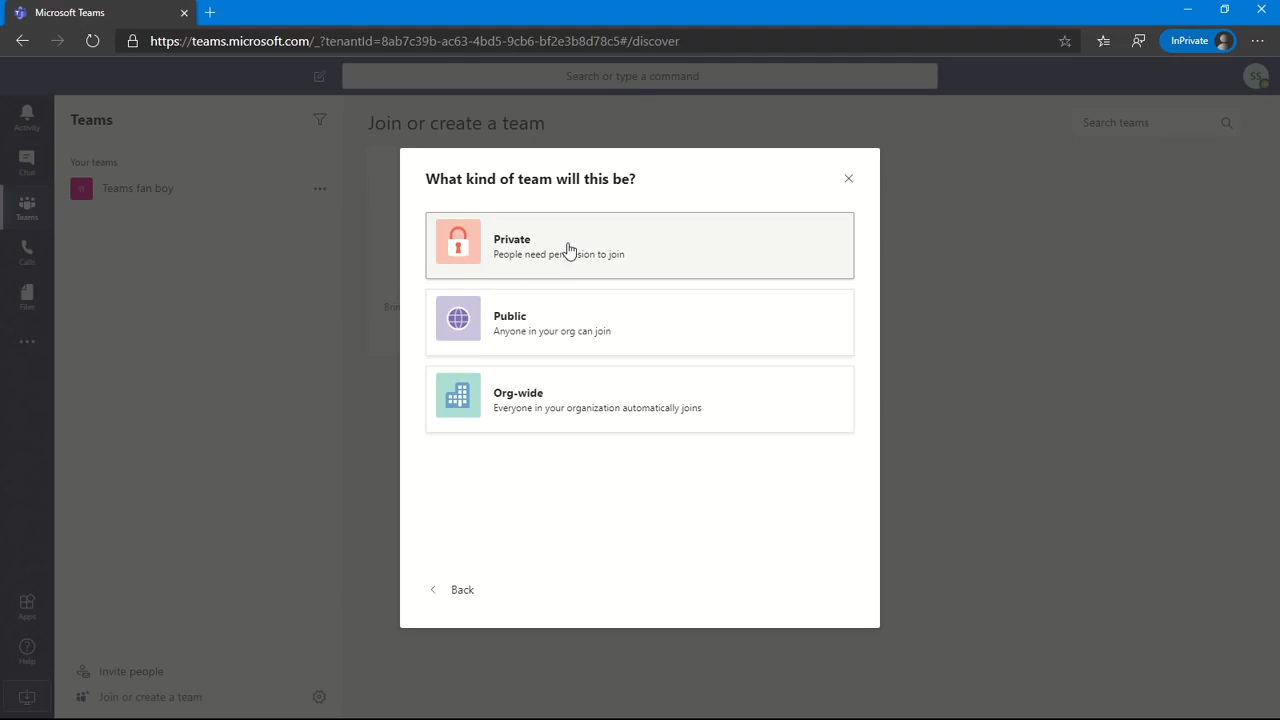 Microsoft Teams
https://teams.microsoft.com/_?tenantId=8ab7c39b-ac63-4bd5-9cb6-bf2e3b8d78c5#/discover
InPrivate
Search or type a command
SS
Activity
Chat
Teams
Calls
Files
Apps
Help
Teams
Your teams
Teams fan boy
Invite people
Join or create a team
Join or create a team
Search teams
What kind of team will this be?
Private
People need permission to join
Public
Anyone in your org can join
Org-wide
Everyone in your organization automatically joins
Back